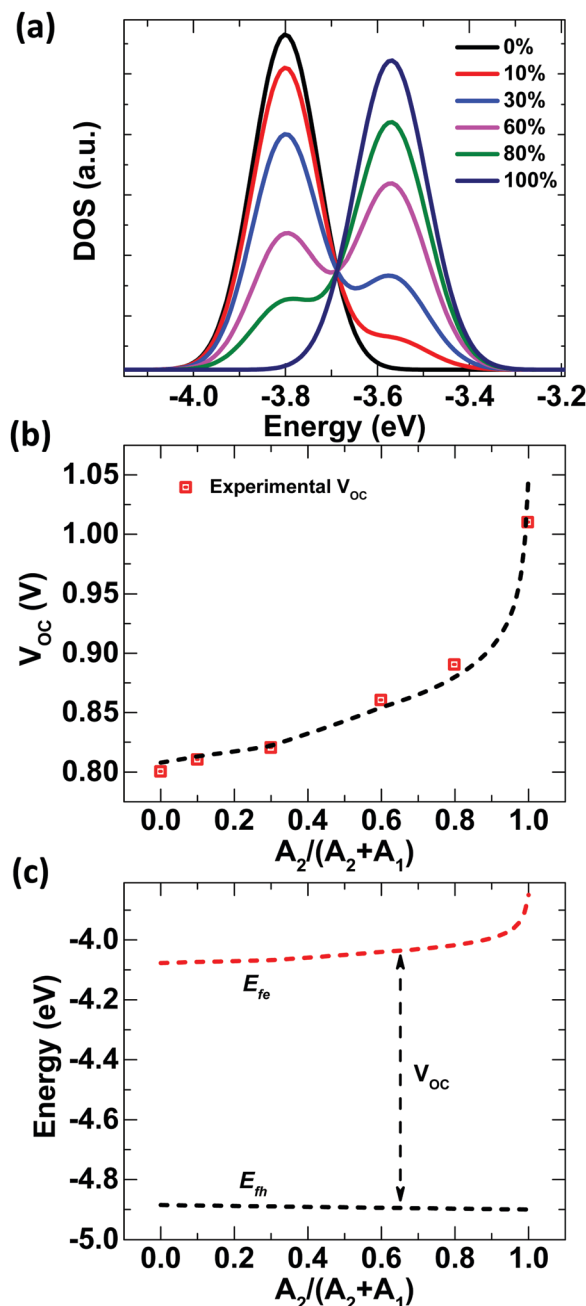 (a)
DOS (a.u.)
0%
10%
30%
60%
80%
100%
-4.0 -3.8 -3.6 -3.4 -3.2
Energy (eV)
(b)
1.05
1.00
0.95
0.90
0.85
0.80
V_OC (V)
Experimental V_OC
0.0 0.2 0.4 0.6 0.8 1.0
A_2/(A_2+A_1)
(c)
-4.0
-4.2
-4.4
-4.6
-4.8
-5.0
Energy (eV)
E_fe
V_OC
E_fh
0.0 0.2 0.4 0.6 0.8 1.0
A_2/(A_2+A_1)